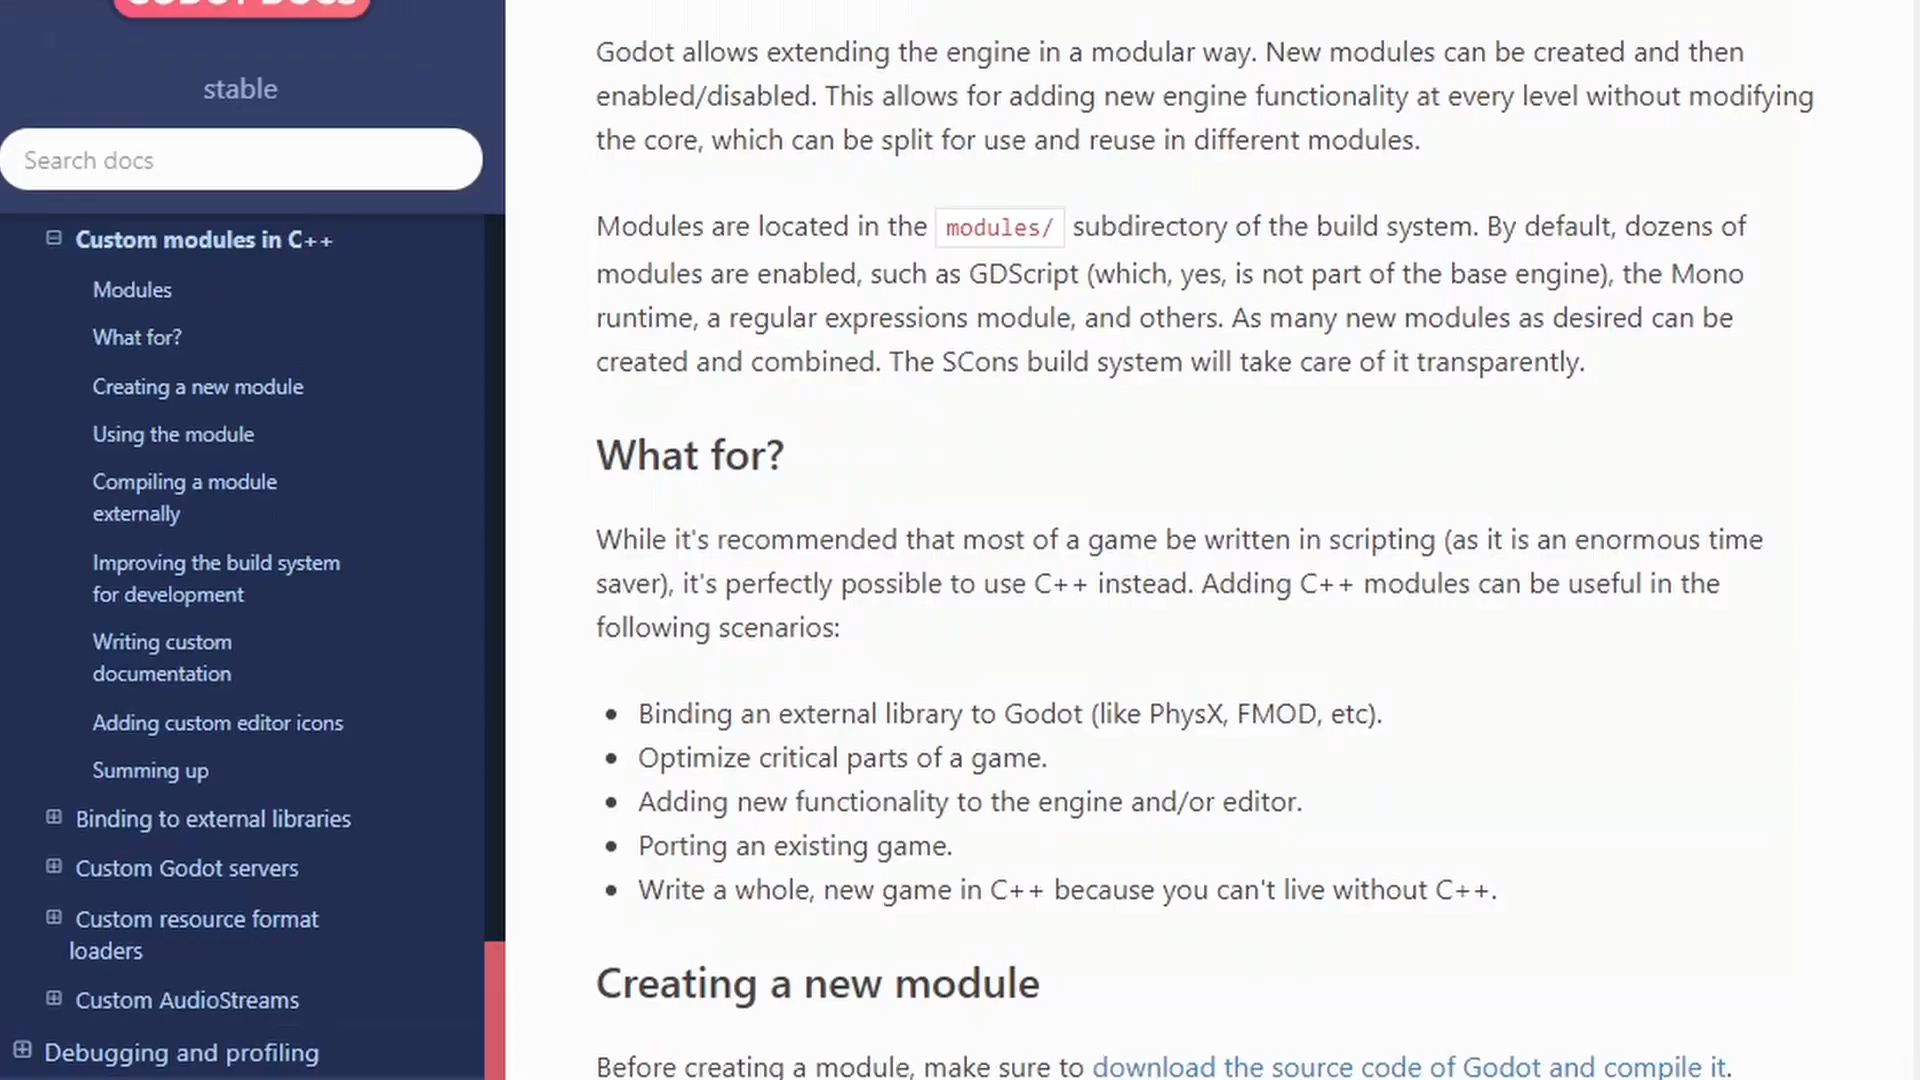 GODOT DOCS
stable
Search docs
Custom modules in C++
Modules
What for?
Creating a new module
Using the module
Compiling a module
externally
Improving the build system
for development
Writing custom
documentation
Adding custom editor icons
Summing up
Binding to external libraries
Custom Godot servers
Custom resource format
loaders
Custom AudioStreams
Debugging and profiling
Godot allows extending the engine in a modular way. New modules can be created and then
enabled/disabled. This allows for adding new engine functionality at every level without modifying
the core, which can be split for use and reuse in different modules.
Modules are located in the modules/ subdirectory of the build system. By default, dozens of
modules are enabled, such as GDScript (which, yes, is not part of the base engine), the Mono
runtime, a regular expressions module, and others. As many new modules as desired can be
created and combined. The SCons build system will take care of it transparently.
What for?
While it's recommended that most of a game be written in scripting (as it is an enormous time
saver), it's perfectly possible to use C++ instead. Adding C++ modules can be useful in the
following scenarios:
Binding an external library to Godot (like PhysX, FMOD, etc).
Optimize critical parts of a game.
Adding new functionality to the engine and/or editor.
Porting an existing game.
Write a whole, new game in C++ because you can't live without C++.
Creating a new module
Before creating a module, make sure to download the source code of Godot and compile it.